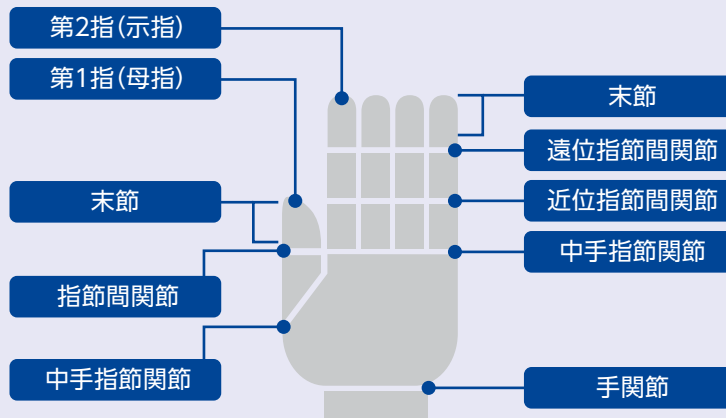 第2指(示指)
第1指(母指)
末節
指節間関節
中手指節関節
末節
遠位指節間関節
近位指節間関節
中手指節関節
手関節